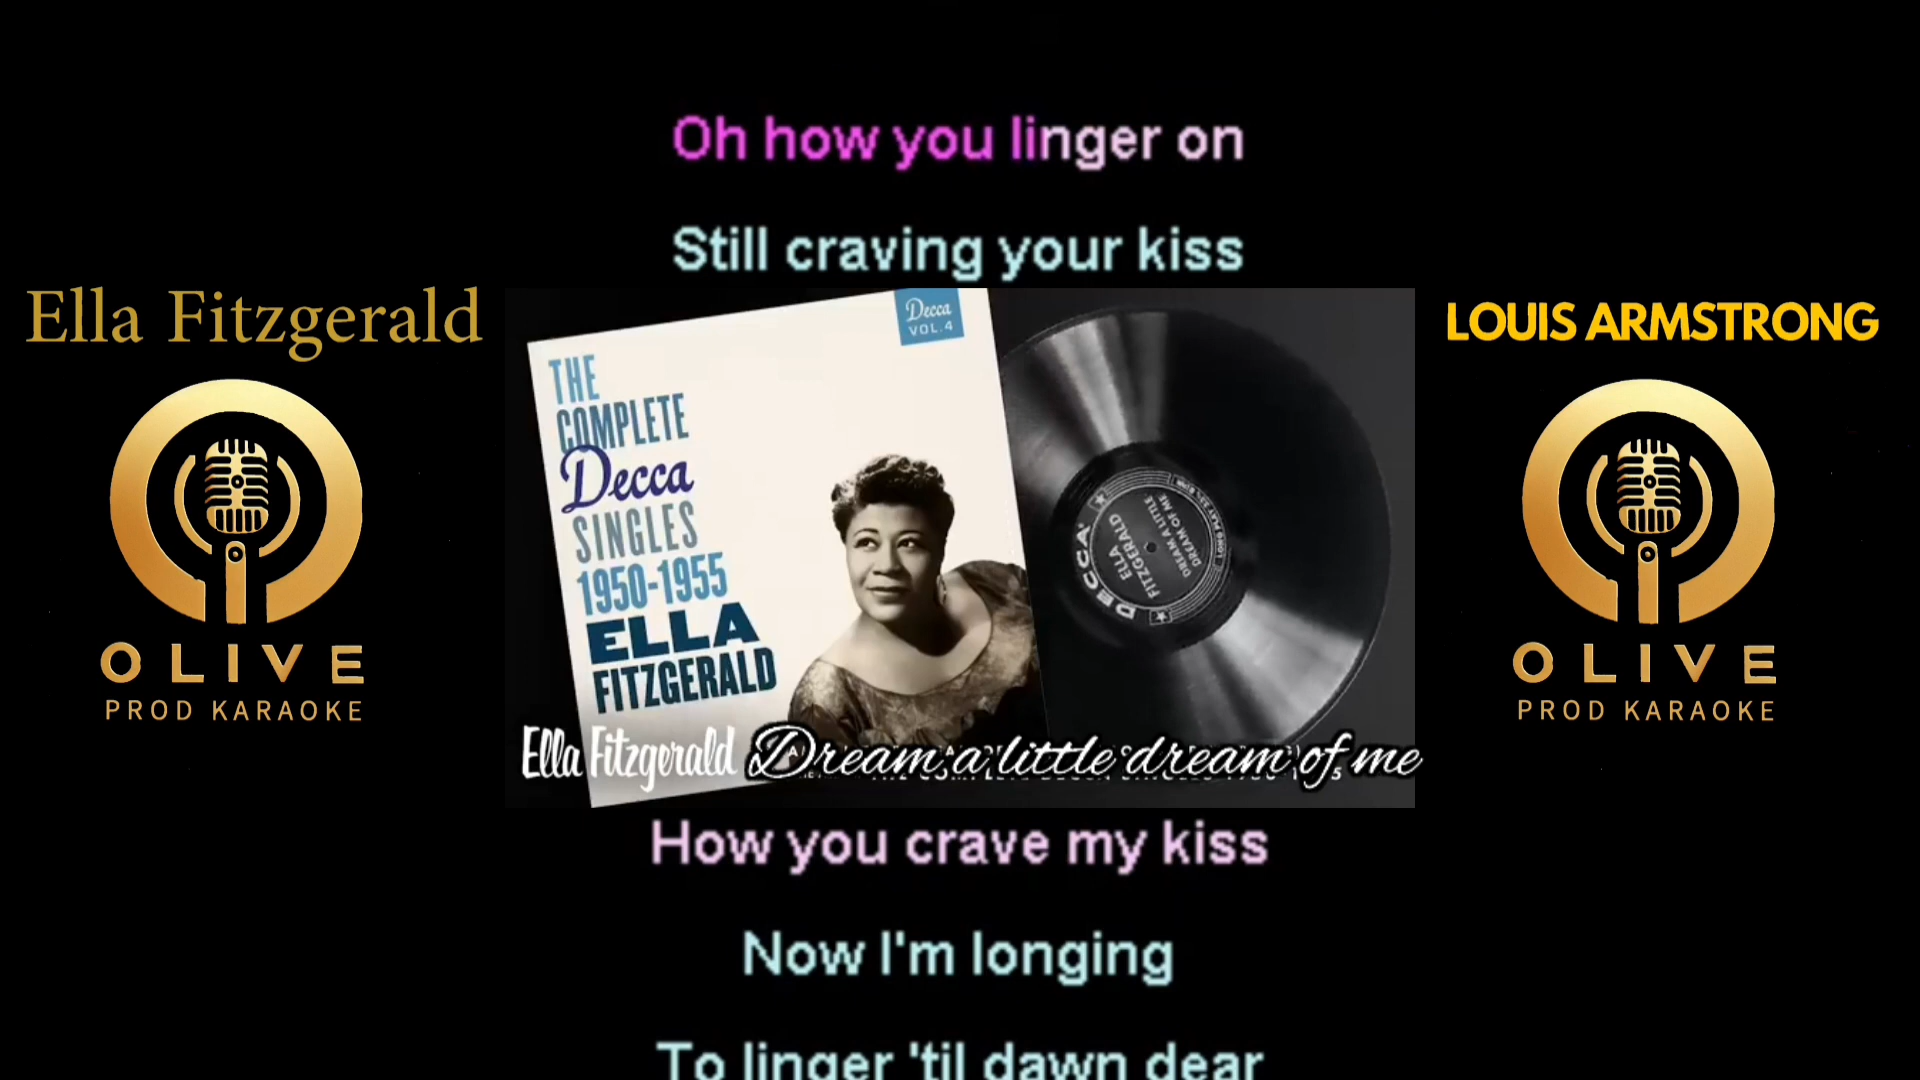 Oh how you linger on
Still craving your kiss
Ella Fitzgerald
LOUIS ARMSTRONG
Decca
VOL.4
THE
COMPLETE
Decca
SINGLES
1950-1955
ELLA
FITZGERALD
DECCA
ELLA
FITZGERALD
DREAM A LITTLE
DREAM OF ME
OLIVE
PROD KARAOKE
OLIVE
PROD KARAOKE
Ella Fitzgerald Dream a little dream of me
How you crave my kiss
Now I'm longing
To linger 'til dawn dear